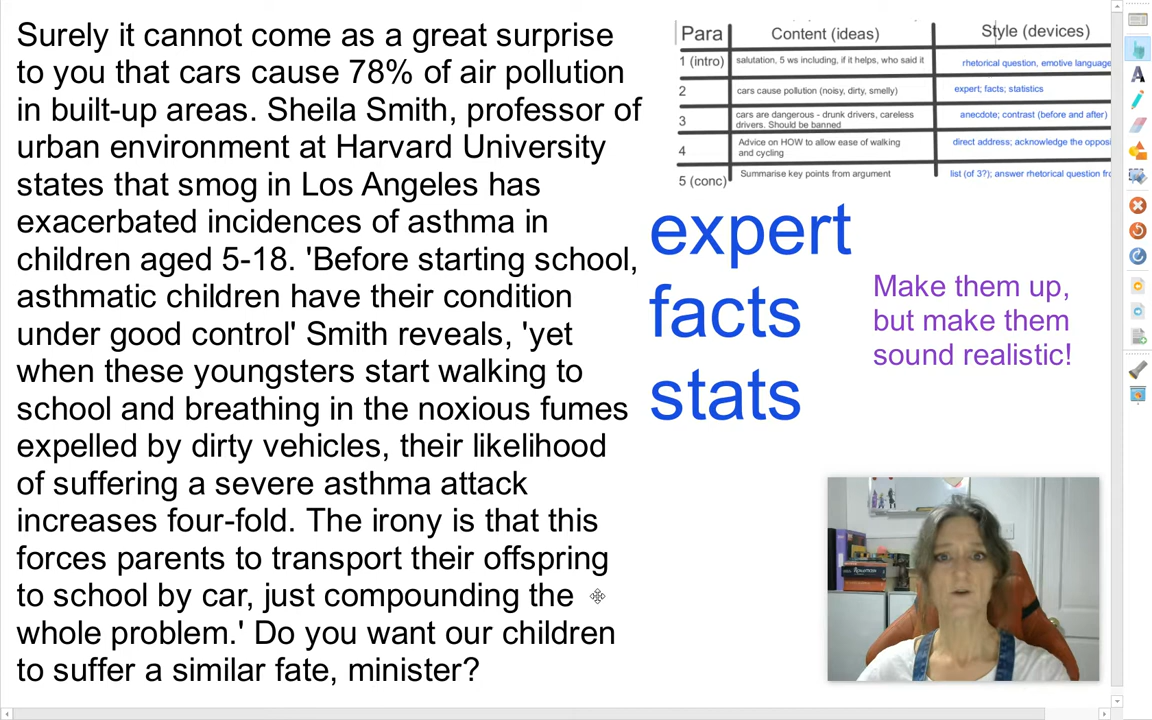 Surely it cannot come as a great surprise
to you that cars cause 78% of air pollution
in built-up areas. Sheila Smith, professor of
urban environment at Harvard University
states that smog in Los Angeles has
exacerbated incidences of asthma in
children aged 5-18. 'Before starting school,
asthmatic children have their condition
under good control' Smith reveals, 'yet
when these youngsters start walking to
school and breathing in the noxious fumes
expelled by dirty vehicles, their likelihood
of suffering a severe asthma attack
increases four-fold. The irony is that this
forces parents to transport their offspring
to school by car, just compounding the
whole problem.' Do you want our children
to suffer a similar fate, minister?
Para Content (ideas) Style (devices)
1 (intro) salutation, 5 ws including, if it helps, who said it rhetorical question, emotive language
2 cars cause pollution (noisy, dirty, smelly) expert; facts; statistics
3 cars are dangerous - drunk drivers, careless
drivers. Should be banned anecdote; contrast (before and after)
4 Advice on HOW to allow ease of walking
and cycling direct address; acknowledge the
5 (conc) Summarise key points from argument list (of 3?); answer rhetorical question
expert
facts
stats
Make them up,
but make them
sound realistic!